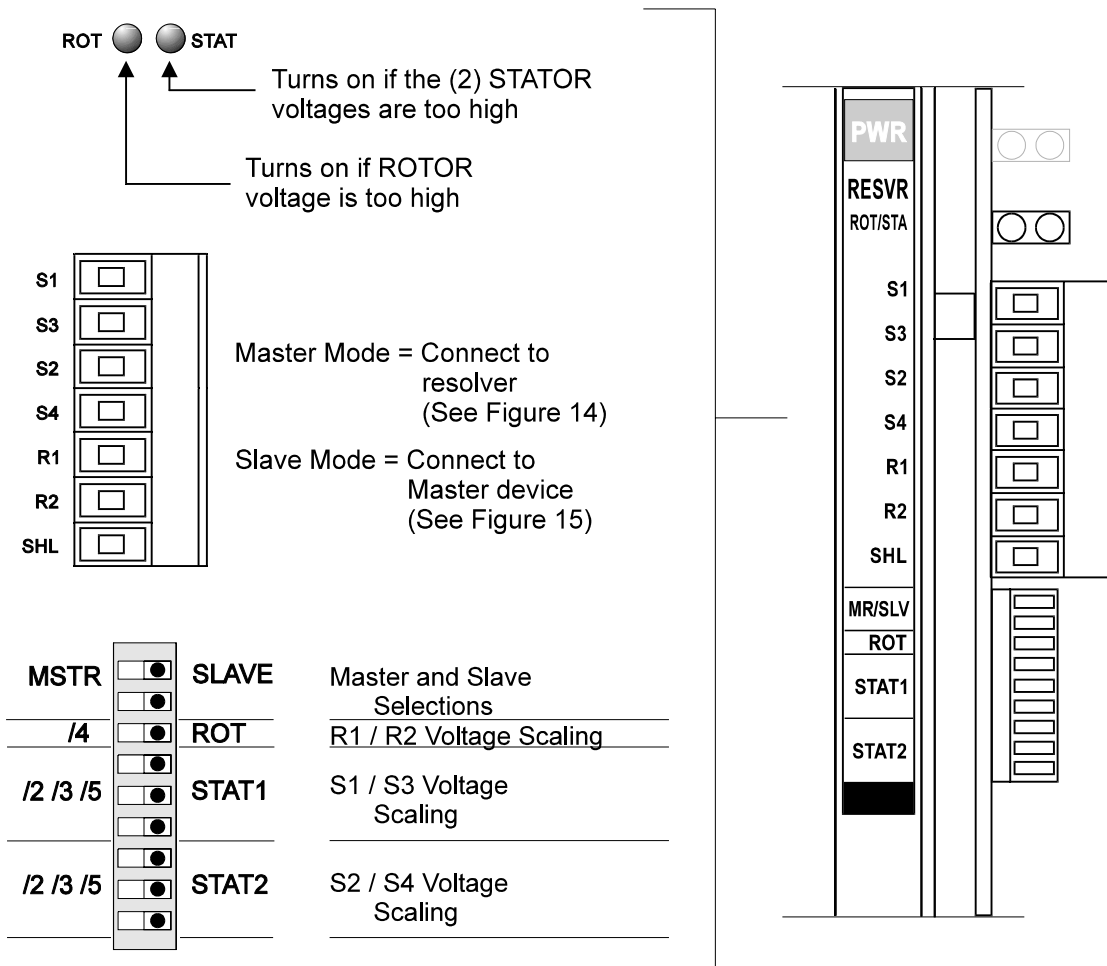 ROT STAT
Turns on if the (2) STATOR
voltages are too high
Turns on if ROTOR
voltage is too high
S1
S3
S2
S4
R1
R2
SHL
Master Mode = Connect to
resolver
(See Figure 14)
Slave Mode = Connect to
Master device
(See Figure 15)
MSTR SLAVE Master and Slave
Selections
/4 ROT R1 / R2 Voltage Scaling
/2 /3 /5 STAT1 S1 / S3 Voltage
Scaling
/2 /3 /5 STAT2 S2 / S4 Voltage
Scaling
PWR
RESVR
ROT/STA
S1
S3
S2
S4
R1
R2
SHL
MR/SLV
ROT
STAT1
STAT2